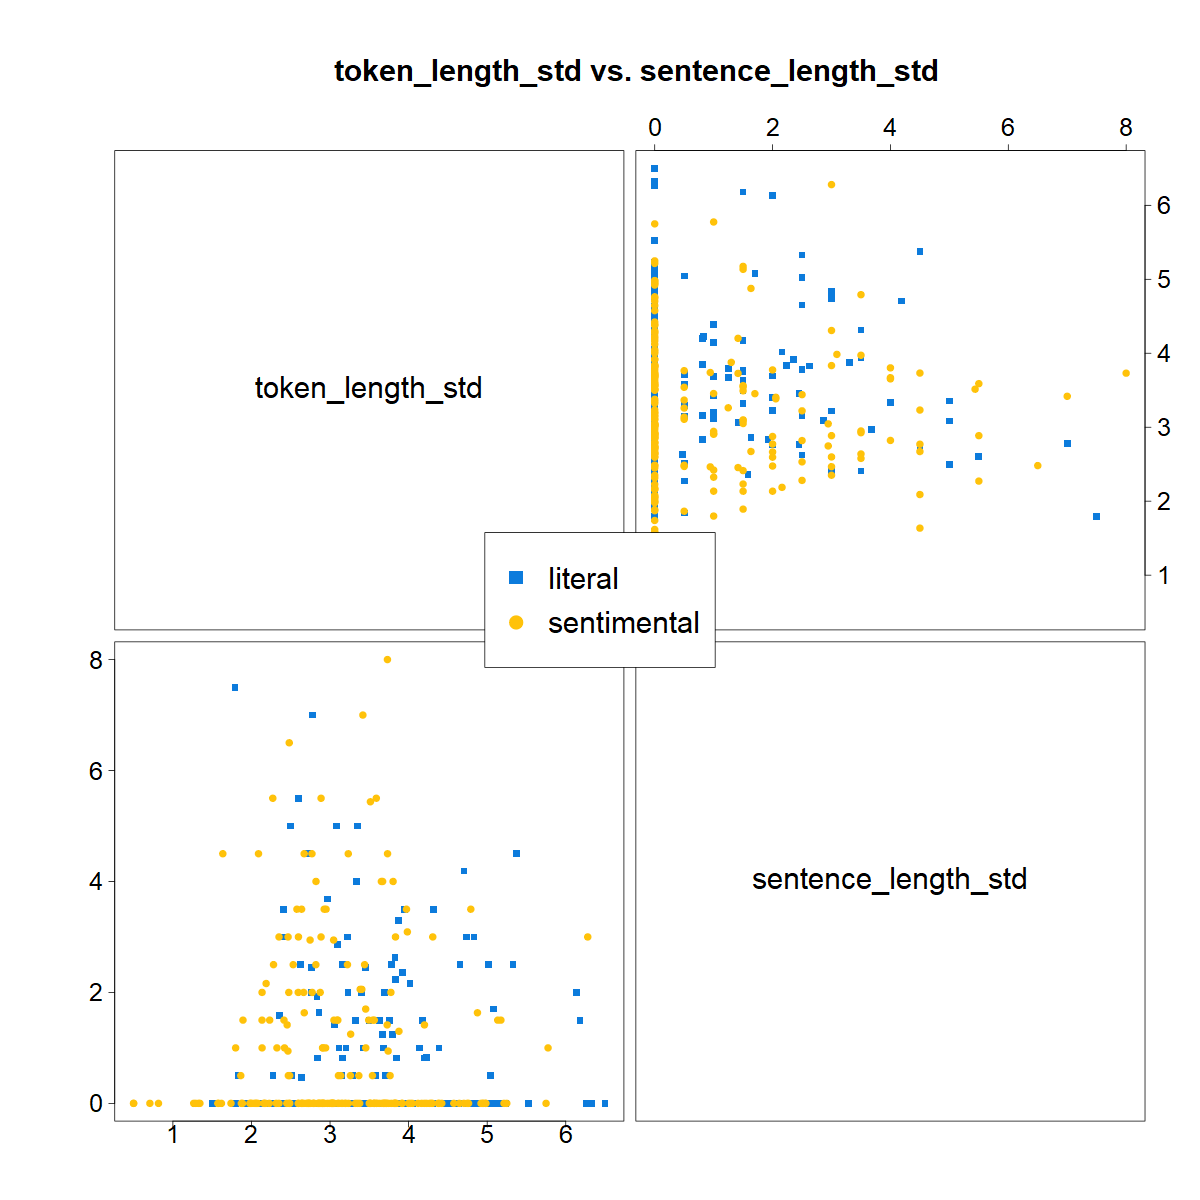 token_length_std vs. sentence_length_std
0 2 4 6 8
token_length_std
6
5
4
3
2
1
literal
sentimental
8
6
4
2
0
sentence_length_std
1 2 3 4 5 6